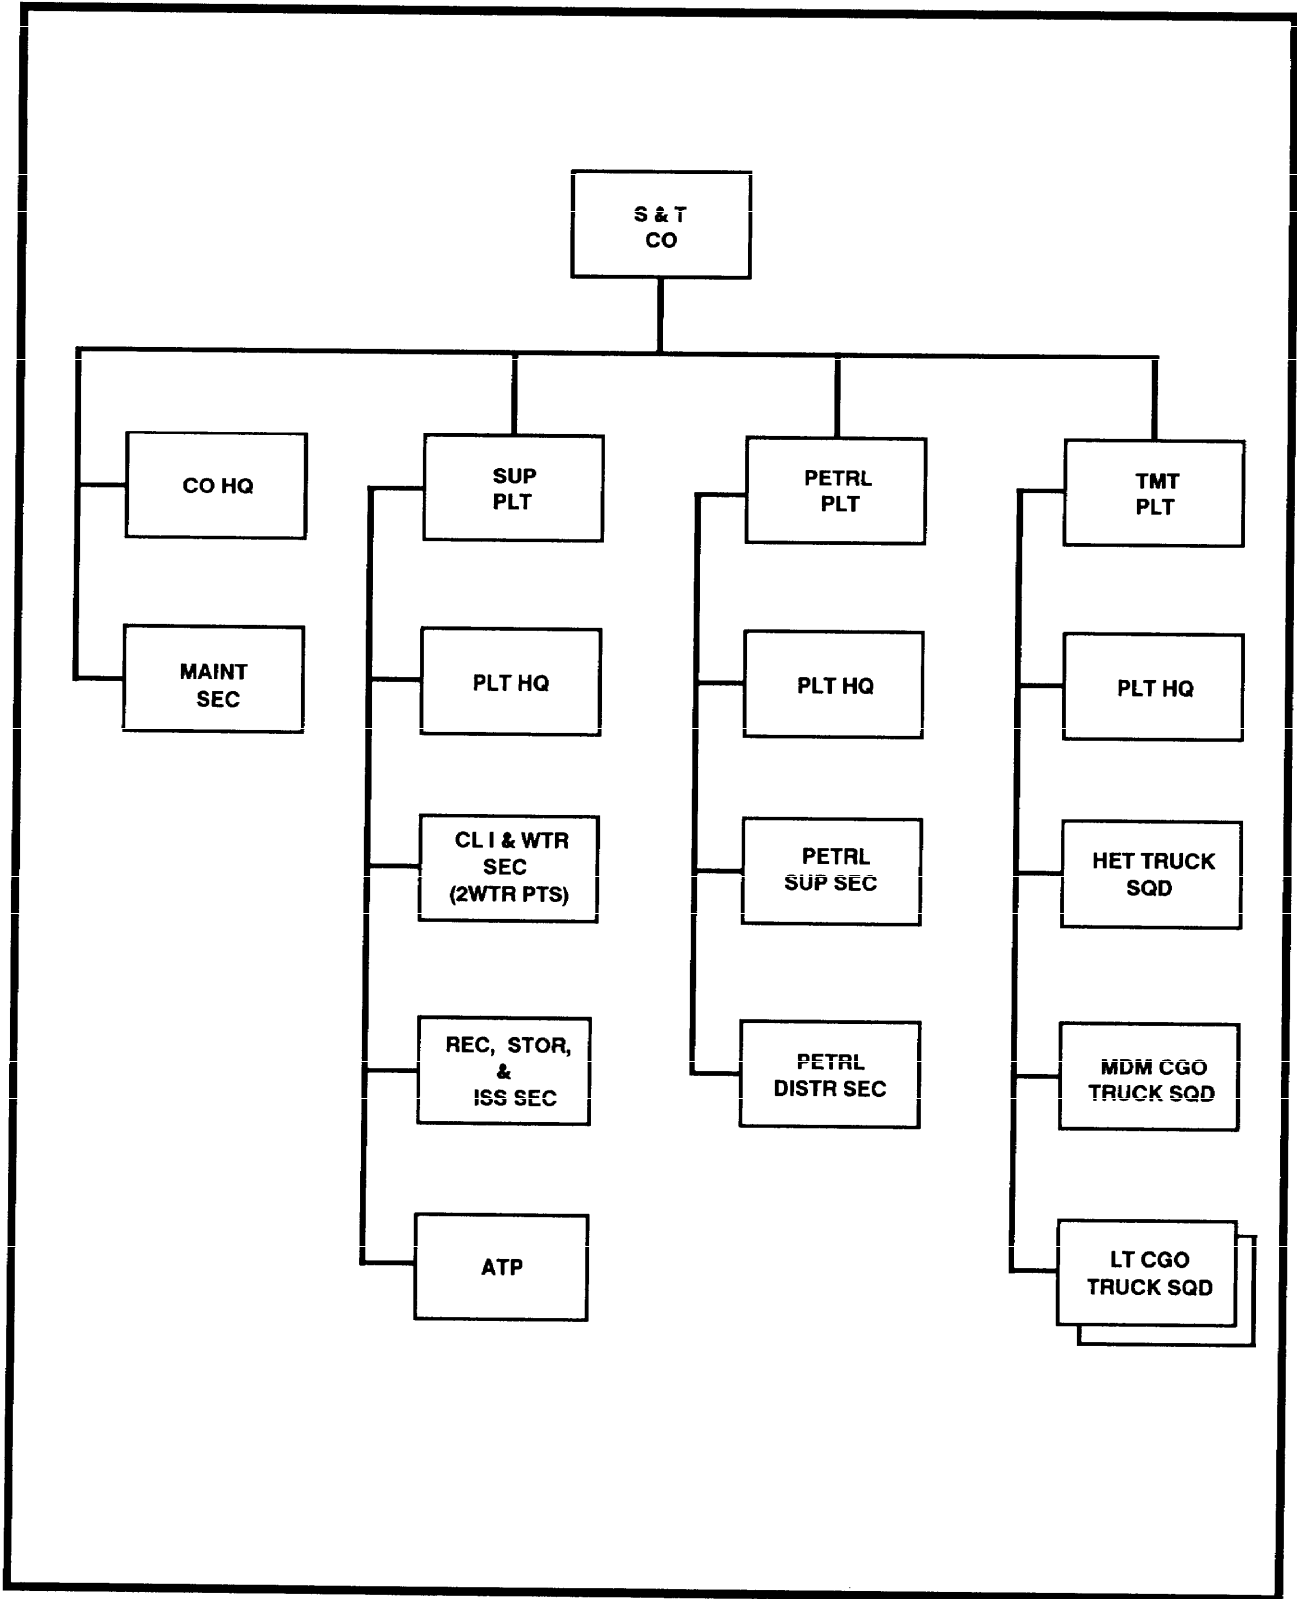 S & T
CO
CO HQ
MAINT
SEC
SUP
PLT
PLT HQ
CL I & WTR
SEC
(2WTR PTS)
REC, STOR,
&
ISS SEC
ATP
PETRL
PLT
PLT HQ
PETRL
SUP SEC
PETRL
DISTR SEC
TMT
PLT
PLT HQ
HET TRUCK
SQD
MDM CGO
TRUCK SQD
LT CGO
TRUCK SQD